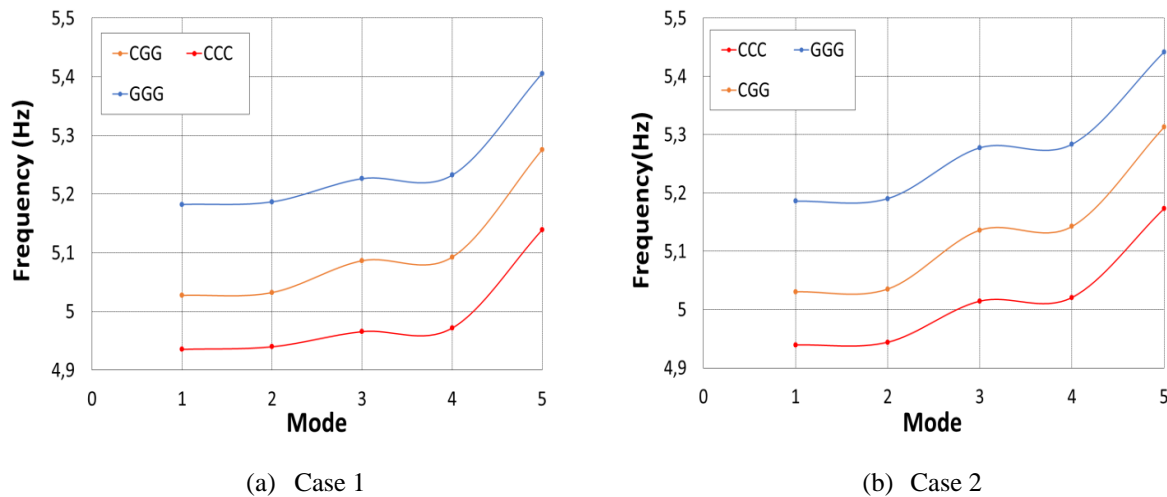 5,5
5,4
5,3
5,2
5,1
5
4,9
Frequency (Hz)
CGG CCC
GGG
0 1 2 3 4 5
Mode
(a) Case 1
5,5
5,4
5,3
5,2
5,1
5
4,9
Frequency(Hz)
CCC GGG
CGG
0 1 2 3 4 5
Mode
(b) Case 2